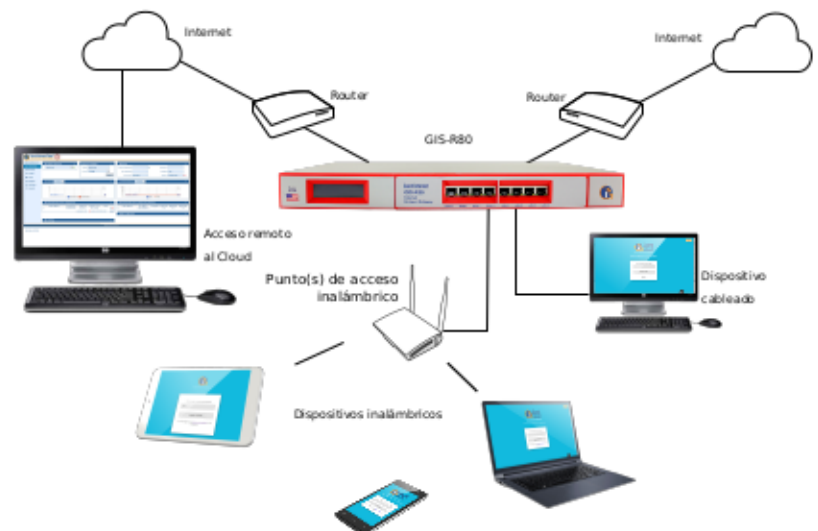 Internet
Internet
Router
Router
GIS-R80
Acceso remoto
al Cloud
Punto(s) de acceso
inalámbrico
Dispositivo
cableado
Dispositivos inalámbricos